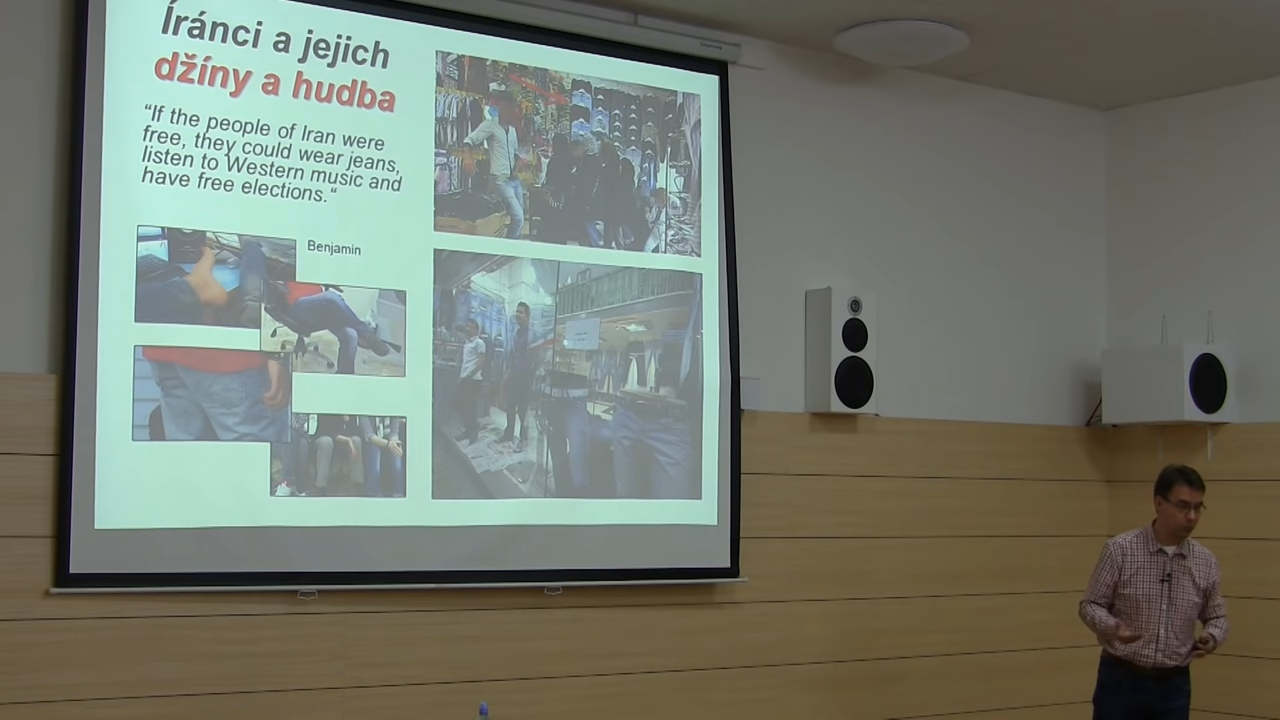 Íránci a jejich
džíny a hudba
“If the people of Iran were
free, they could wear jeans,
listen to Western music and
have free elections.“
Benjamin